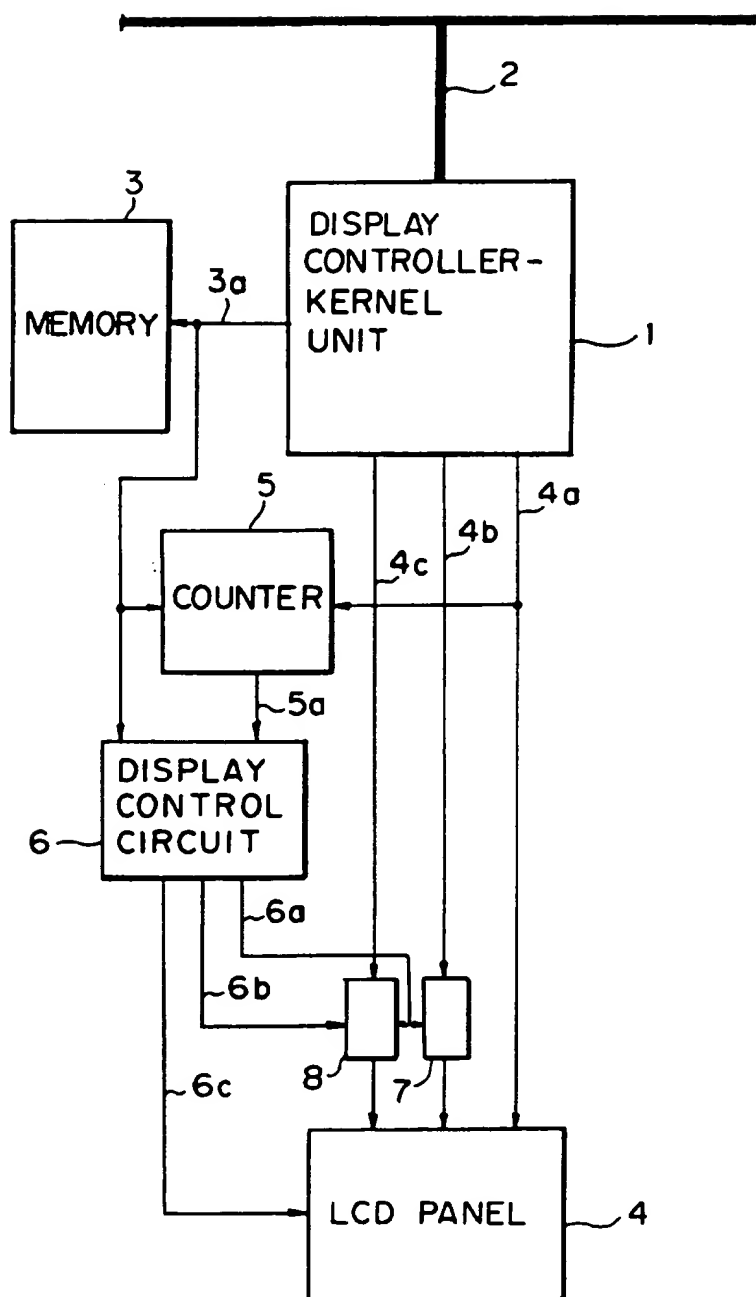 2
3
DISPLAY
CONTROLLER-
KERNEL
UNIT
3a
MEMORY
1
5
4a
4b
4c
COUNTER
5a
DISPLAY
CONTROL
CIRCUIT
6
6a
6b
8
7
6c
LCD PANEL
4